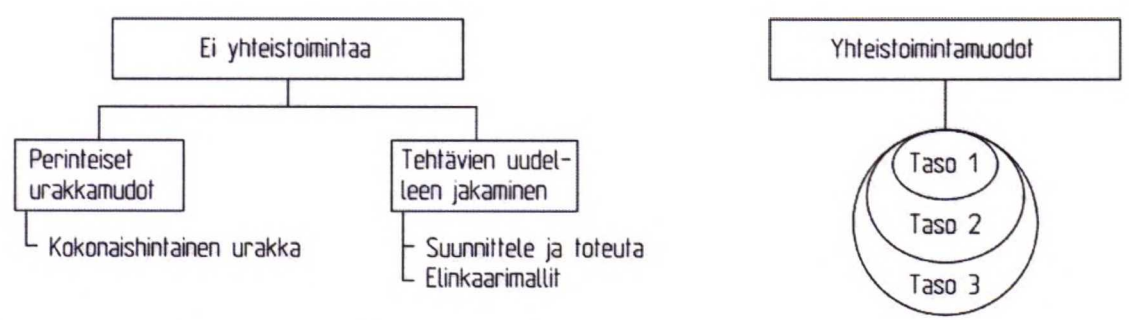 Ei yhteistoimintaa
Perinteiset
urakkamudot
Kokonaishintainen urakka
Tehtävien uudel-
leen jakaminen
Suunnittele ja toteuta
Elinkaarimallit
Yhteistoimintamuodot
Taso 1
Taso 2
Taso 3